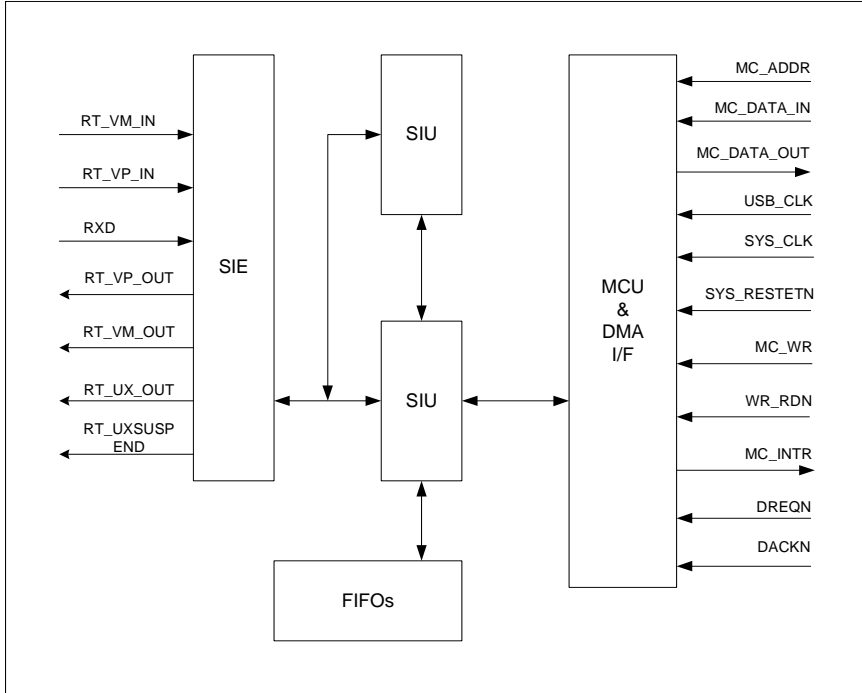 RT_VM_IN
RT_VP_IN
RXD
RT_VP_OUT
RT_VM_OUT
RT_UX_OUT
RT_UXSUSP
END
SIE
SIU
SIU
FIFOs
MCU
&
DMA
I/F
MC_ADDR
MC_DATA_IN
MC_DATA_OUT
USB_CLK
SYS_CLK
SYS_RESTETN
MC_WR
WR_RDN
MC_INTR
DREQN
DACKN